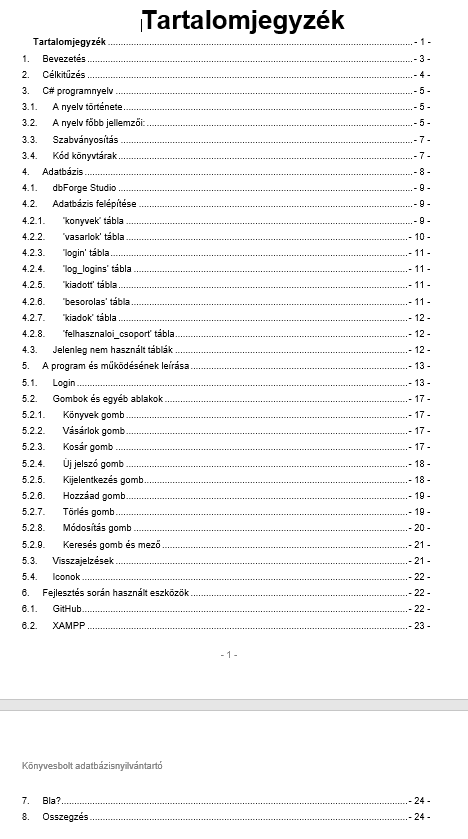 Tartalomjegyzék
Tartalomjegyzék - 1 -
1. Bevezetés - 3 -
2. Célkitűzés - 4 -
3. C# programnyelv - 5 -
3.1. A nyelv története - 5 -
3.2. A nyelv főbb jellemzői: - 5 -
3.3. Szabványosítás - 7 -
3.4. Kód könyvtárak - 7 -
4. Adatbázis - 8 -
4.1. dbForge Studio - 9 -
4.2. Adatbázis felépítése - 9 -
4.2.1. 'konyvek' tábla - 9 -
4.2.2. 'vasarlok' tábla - 10 -
4.2.3. 'login' tábla - 11 -
4.2.4. 'log_logins' tábla - 11 -
4.2.5. 'kiadott' tábla - 11 -
4.2.6. 'besorolas' tábla - 11 -
4.2.7. 'kiadok' tábla - 12 -
4.2.8. 'felhasznaloi_csoport' tábla - 12 -
4.3. Jelenleg nem használt táblák - 12 -
5. A program és működésének leírása - 13 -
5.1. Login - 13 -
5.2. Gombok és egyéb ablakok - 17 -
5.2.1. Könyvek gomb - 17 -
5.2.2. Vásárlók gomb - 17 -
5.2.3. Kosár gomb - 17 -
5.2.4. Új jelszó gomb - 18 -
5.2.5. Kijelentkezés gomb - 18 -
5.2.6. Hozzáad gomb - 19 -
5.2.7. Törlés gomb - 19 -
5.2.8. Módosítás gomb - 20 -
5.2.9. Keresés gomb és mező - 21 -
5.3. Visszajelzések - 21 -
5.4. Iconok - 22 -
6. Fejlesztés során használt eszközök - 22 -
6.1. GitHub - 22 -
6.2. XAMPP - 23 -
- 1 -
Könyvesbolt adatbázisnyilvántartó
7. Bla? - 24 -
8. Összegzés - 24 -